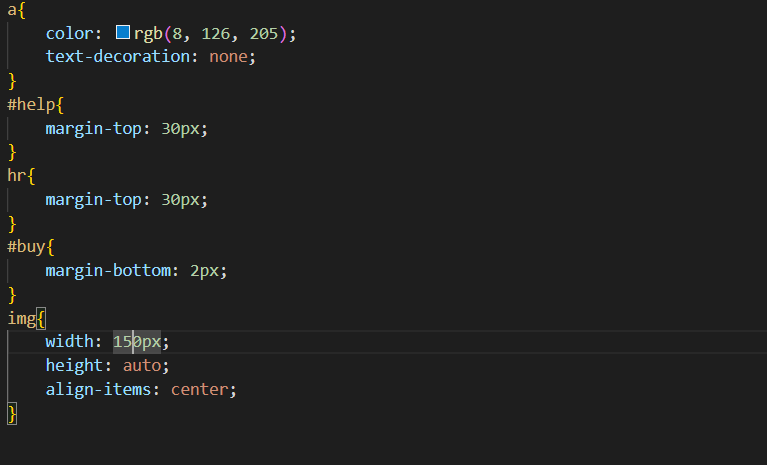 a{
    color: rgb(8, 126, 205);
    text-decoration: none;
}
#help{
    margin-top: 30px;
}
hr{
    margin-top: 30px;
}
#buy{
    margin-bottom: 2px;
}
img{
    width: 150px;
    height: auto;
    align-items: center;
}